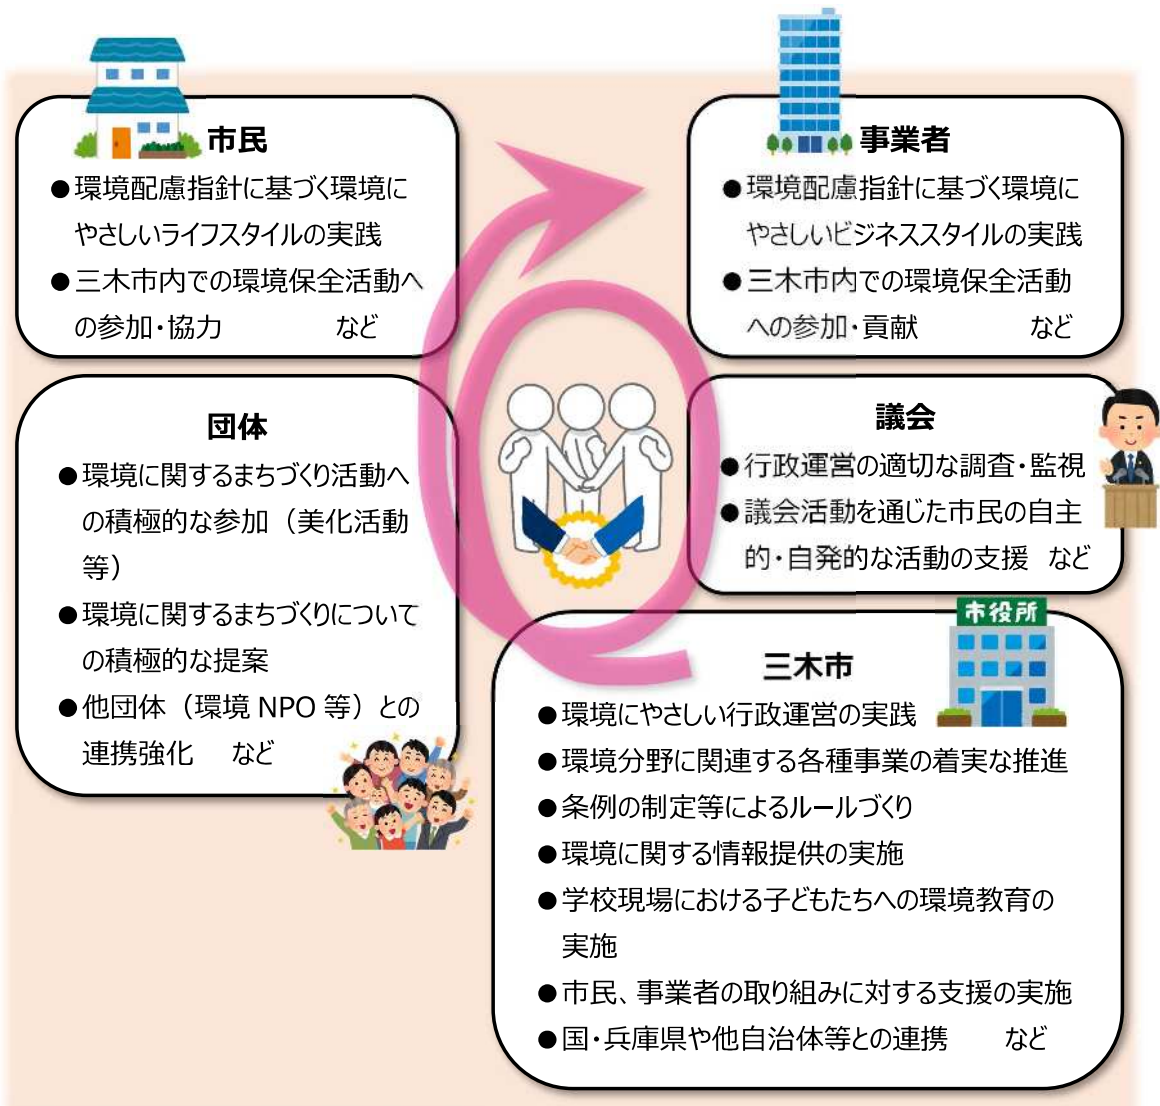 市民
●環境配慮指針に基づく環境に
やさしいライフスタイルの実践
●三木市内での環境保全活動へ
の参加・協力 など
事業者
●環境配慮指針に基づく環境に
やさしいビジネススタイルの実践
●三木市内での環境保全活動
への参加・貢献 など
団体
●環境に関するまちづくり活動へ
の積極的な参加（美化活動
等）
●環境に関するまちづくりについて
の積極的な提案
●他団体（環境 NPO 等）との
連携強化 など
議会
●行政運営の適切な調査・監視
●議会活動を通じた市民の自主
的・自発的な活動の支援 など
市役所
三木市
●環境にやさしい行政運営の実践
●環境分野に関連する各種事業の着実な推進
●条例の制定等によるルールづくり
●環境に関する情報提供の実施
●学校現場における子どもたちへの環境教育の
実施
●市民、事業者の取り組みに対する支援の実施
●国・兵庫県や他自治体等との連携 など